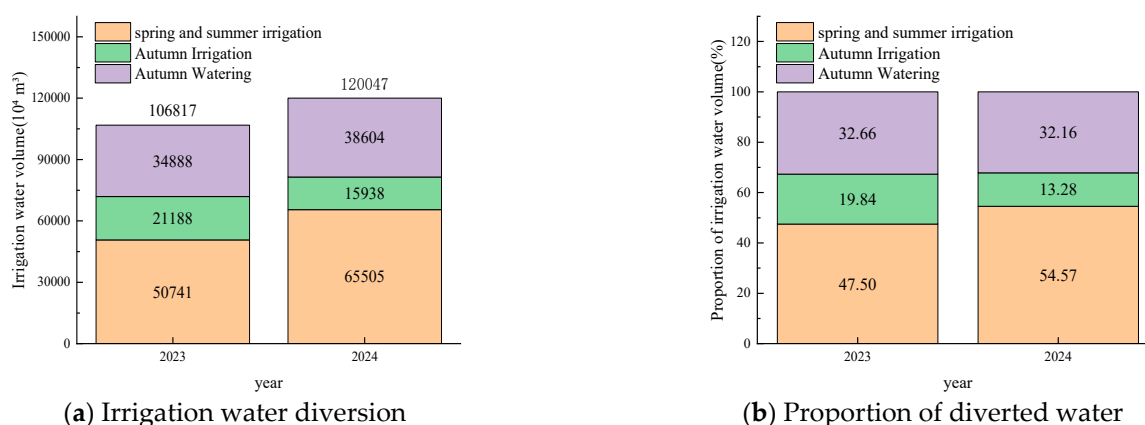 spring and summer irrigation
Autumn Irrigation
Autumn Watering
Irrigation water volume(10⁴ m³)
150000
120000
90000
60000
30000
0
106817
34888
21188
50741
120047
38604
15938
65505
2023
2024
year
(a) Irrigation water diversion
spring and summer irrigation
Autumn Irrigation
Autumn Watering
Proportion of irrigation water volume(%)
120
100
80
60
40
20
0
32.66
19.84
47.50
32.16
13.28
54.57
2023
2024
year
(b) Proportion of diverted water